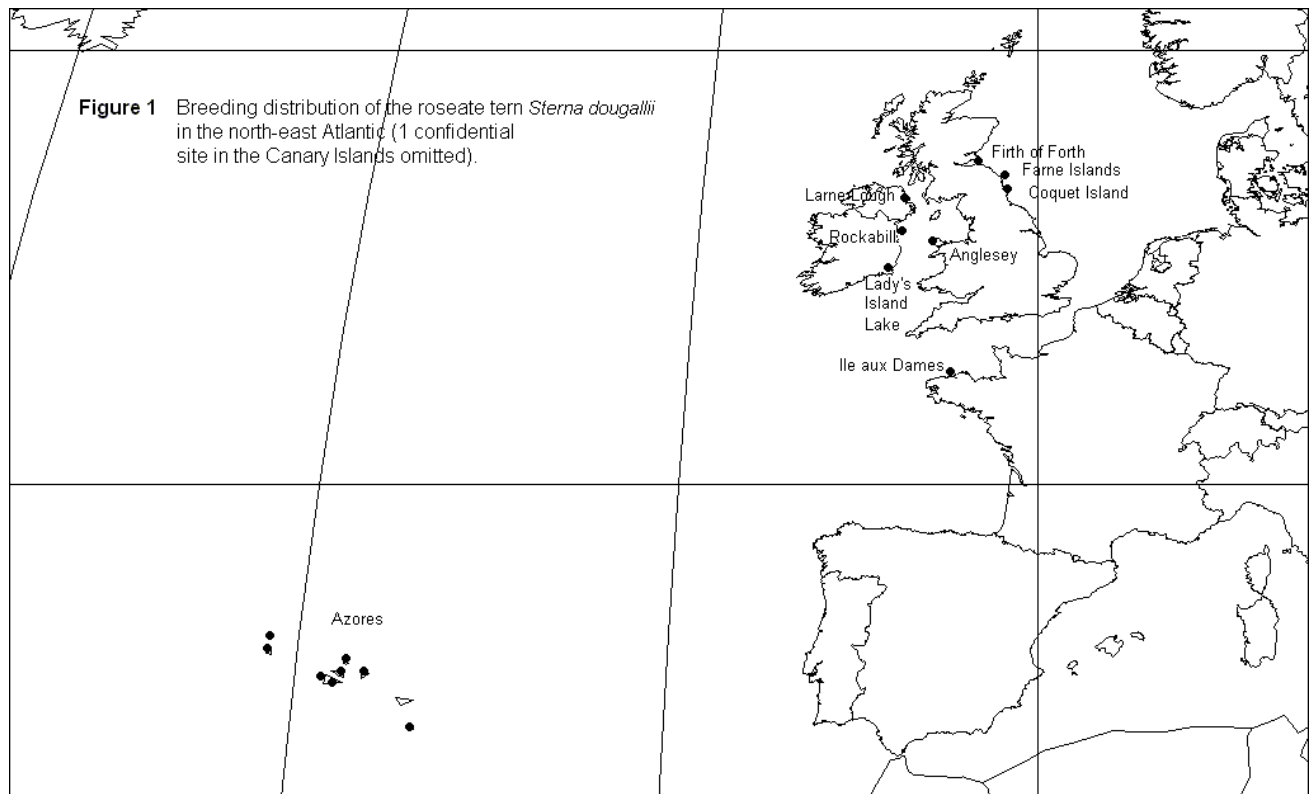 Figure 1 Breeding distribution of the roseate tern Sterna dougallii
in the north-east Atlantic (1 confidential
site in the Canary Islands omitted).
Firth of Forth
Farne Islands
Coquet Island
Larne Lough
Rockabill
Anglesey
Lady's
Island
Lake
Ile aux Dames
Azores